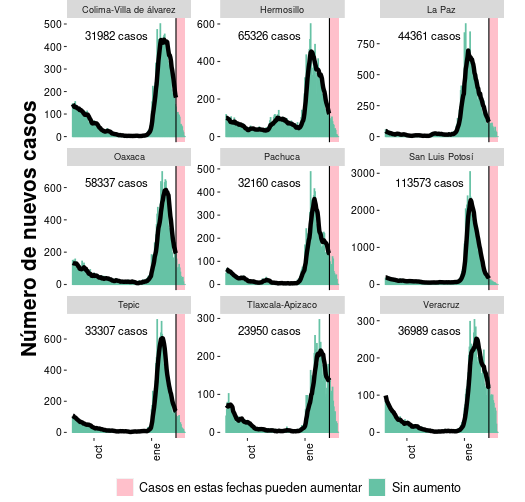 Número de nuevos casos
Colima-Villa de álvarez
31982 casos
500
400
300
200
100
0
Hermosillo
65326 casos
600
400
200
0
La Paz
44361 casos
750
500
250
0
Oaxaca
58337 casos
600
400
200
0
Pachuca
32160 casos
500
400
300
200
100
0
San Luis Potosí
113573 casos
3000
2000
1000
0
Tepic
33307 casos
600
400
200
0
oct
ene
Tlaxcala-Apizaco
23950 casos
300
200
100
0
oct
ene
Veracruz
36989 casos
300
200
100
0
oct
ene
Casos en estas fechas pueden aumentar
Sin aumento